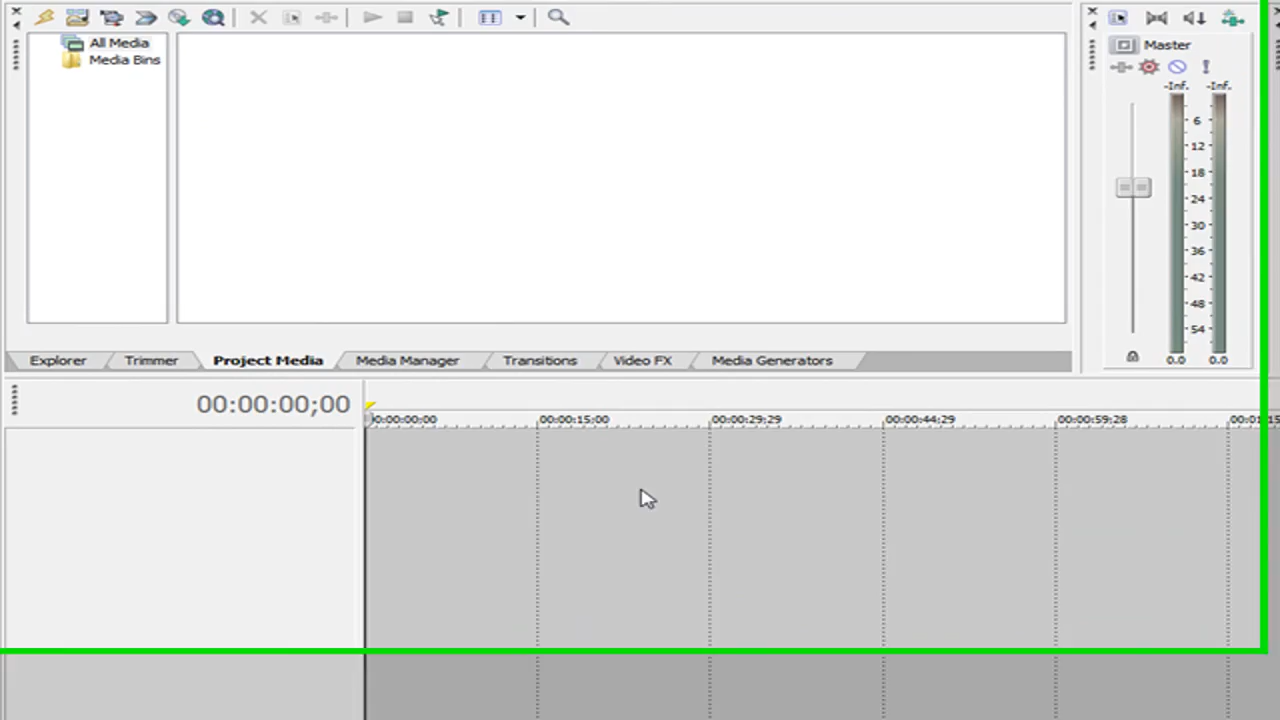 All Media
Media Bins
Master
-Inf. -Inf.
6
12
18
24
30
36
42
48
54
0.0 0.0
Explorer Trimmer Project Media Media Manager Transitions Video FX Media Generators
00:00:00;00
00:00:00;00 00:00:15;00 00:00:29;29 00:00:44;29 00:00:59;28